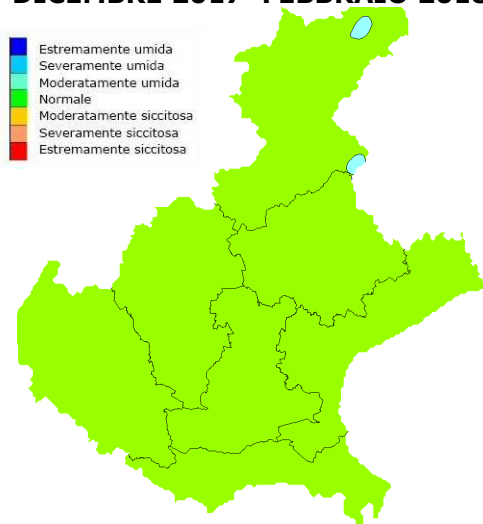 DICEMBRE 2017 FEBBRAIO 2018
Estremamente umida
Severamente umida
Moderatamente umida
Normale
Moderatamente siccitosa
Severamente siccitosa
Estremamente siccitosa